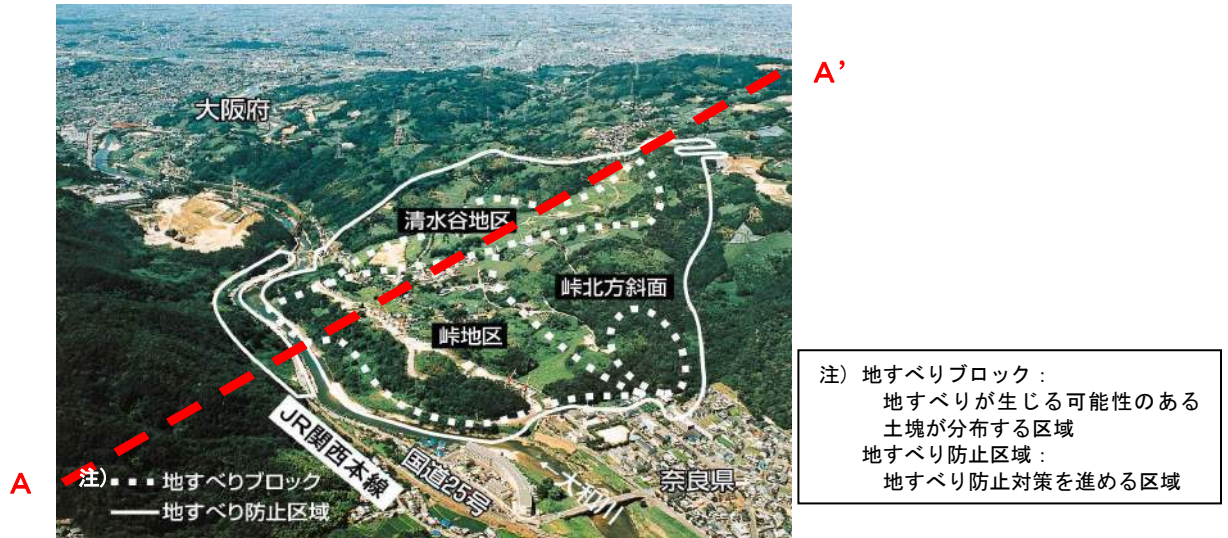 A'
大阪府
清水谷地区
峠北方斜面
峠地区
JR関西本線
国道25号
大和川
奈良県
A
注)
地すべりブロック
地すべり防止区域
注) 地すべりブロック：
地すべりが生じる可能性のある
土塊が分布する区域
地すべり防止区域：
地すべり防止対策を進める区域